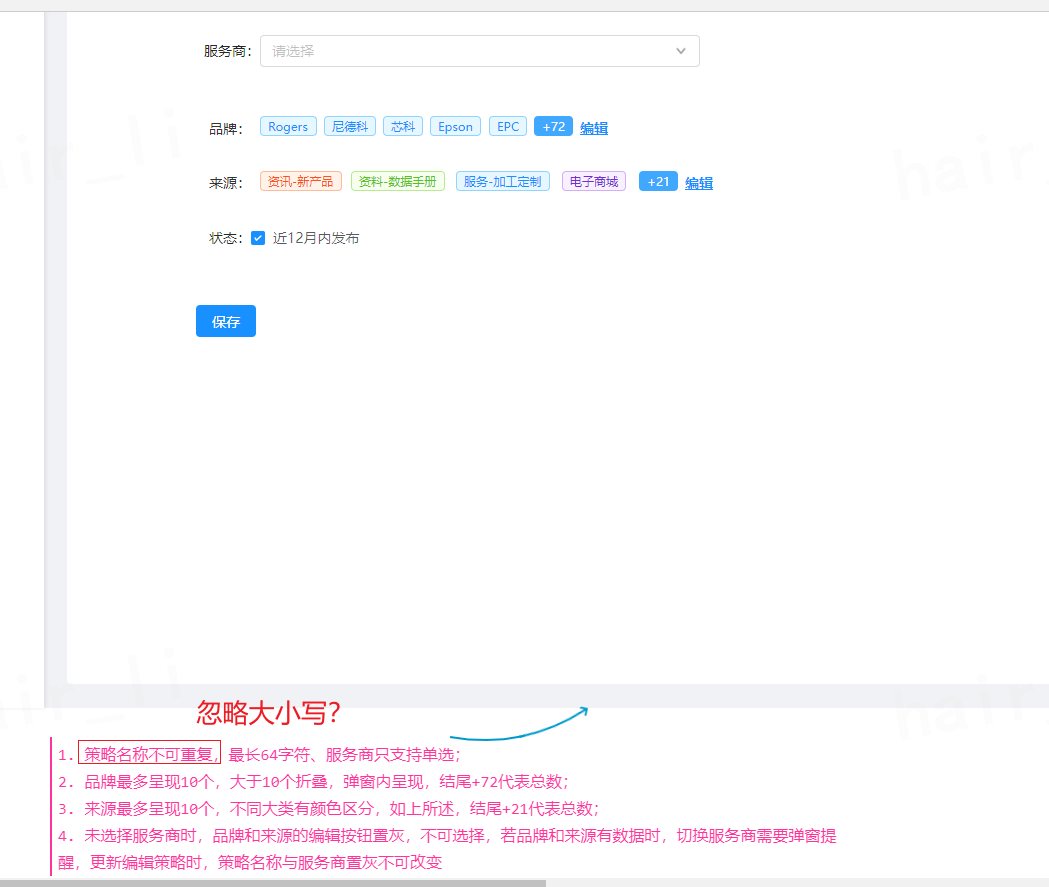 服务商: 请选择
品牌: Rogers 尼德科 芯科 Epson EPC +72 编辑
hair_li
hair
来源: 资讯-新产品 资料-数据手册 服务-加工定制 电子商城 +21 编辑
状态: 近12月内发布
保存
hair_li
hair
忽略大小写?
1. 策略名称不可重复, 最长64字符、服务商只支持单选;
2. 品牌最多呈现10个, 大于10个折叠, 弹窗内呈现, 结尾+72代表总数;
3. 来源最多呈现10个, 不同大类有颜色区分, 如上所述, 结尾+21代表总数;
4. 未选择服务商时, 品牌和来源的编辑按钮置灰, 不可选择, 若品牌和来源有数据时, 切换服务商需要弹窗提
醒, 更新编辑策略时, 策略名称与服务商置灰不可改变